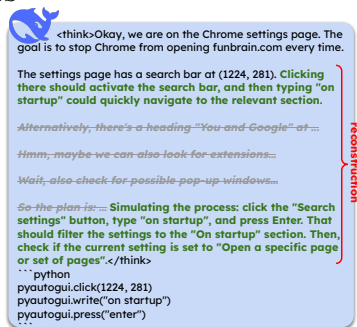 <think>Okay, we are on the Chrome settings page. The
goal is to stop Chrome from opening funbrain.com every time.
The settings page has a search bar at (1224, 281). Clicking
there should activate the search bar, and then typing "on
startup" could quickly navigate to the relevant section.
Alternatively, there's a heading "You and Google" at ...
Hmm, maybe we can also look for extensions...
Wait, also check for possible pop-up windows...
So the plan is: ... Simulating the process: click the "Search
settings" button, type "on startup", and press Enter. That
should filter the settings to the "On startup" section. Then,
check if the current setting is set to "Open a specific page
or set of pages".</think>
```python
pyautogui.click(1224, 281)
pyautogui.write("on startup")
pyautogui.press("enter")
```
reconstruction